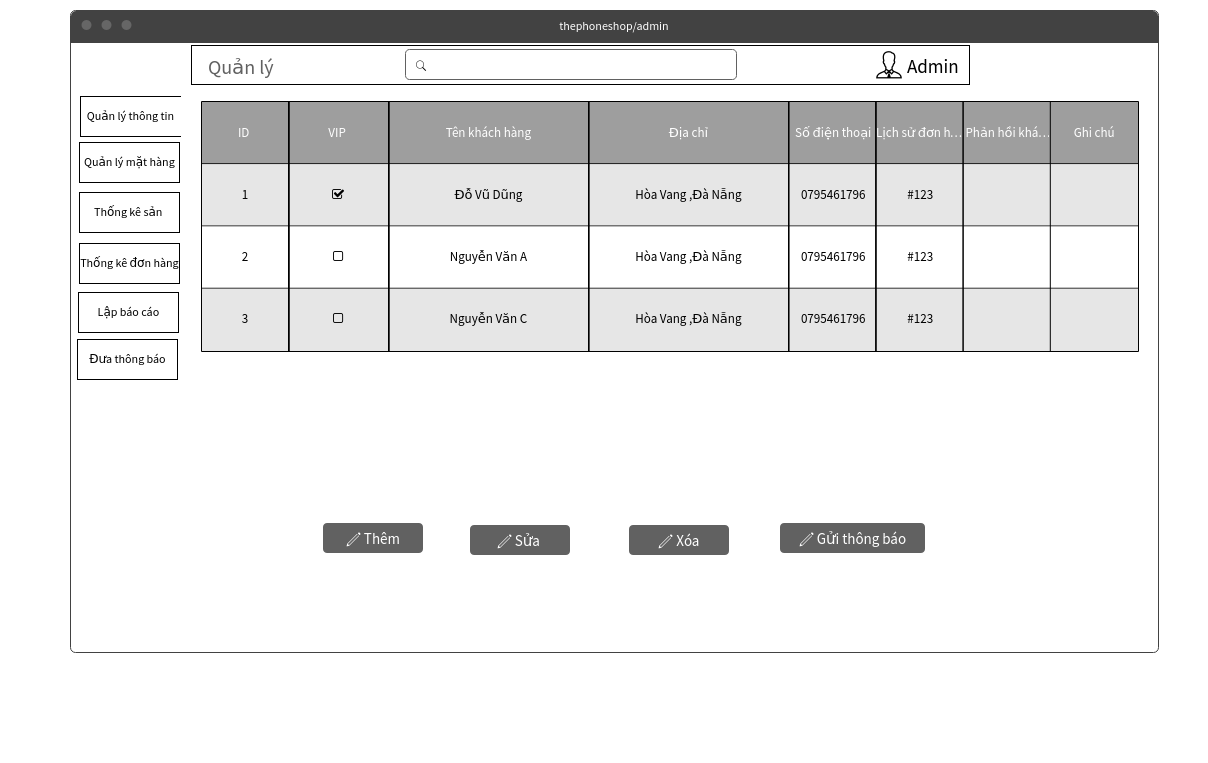 thephoneshop/admin
Quản lý
Admin
Quản lý thông tin
Quản lý mặt hàng
Thống kê sản
Thống kê đơn hàng
Lập báo cáo
Đưa thông báo
ID VIP Tên khách hàng Địa chỉ Số điện thoại Lịch sử đơn h... Phản hồi khá... Ghi chú
1 Đỗ Vũ Dũng Hòa Vang ,Đà Nẵng 0795461796 #123
2 Nguyễn Văn A Hòa Vang ,Đà Nẵng 0795461796 #123
3 Nguyễn Văn C Hòa Vang ,Đà Nẵng 0795461796 #123
Thêm Sửa Xóa Gửi thông báo